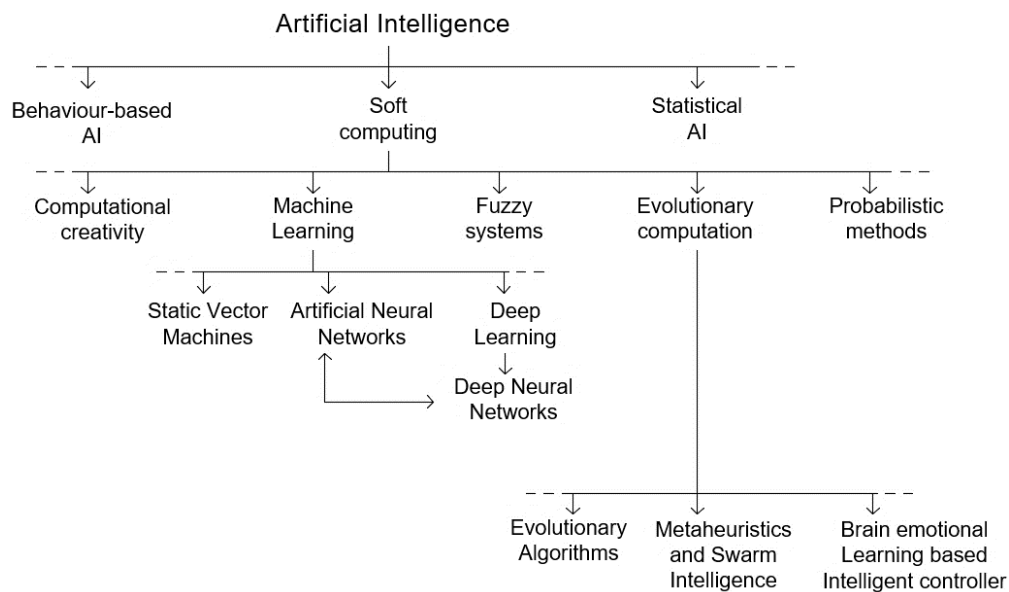 Artificial Intelligence
Behaviour-based
AI
Soft
computing
Statistical
AI
Computational
creativity
Machine
Learning
Fuzzy
systems
Evolutionary
computation
Probabilistic
methods
Static Vector
Machines
Artificial Neural
Networks
Deep
Learning
Deep Neural
Networks
Evolutionary
Algorithms
Metaheuristics
and Swarm
Intelligence
Brain emotional
Learning based
Intelligent controller